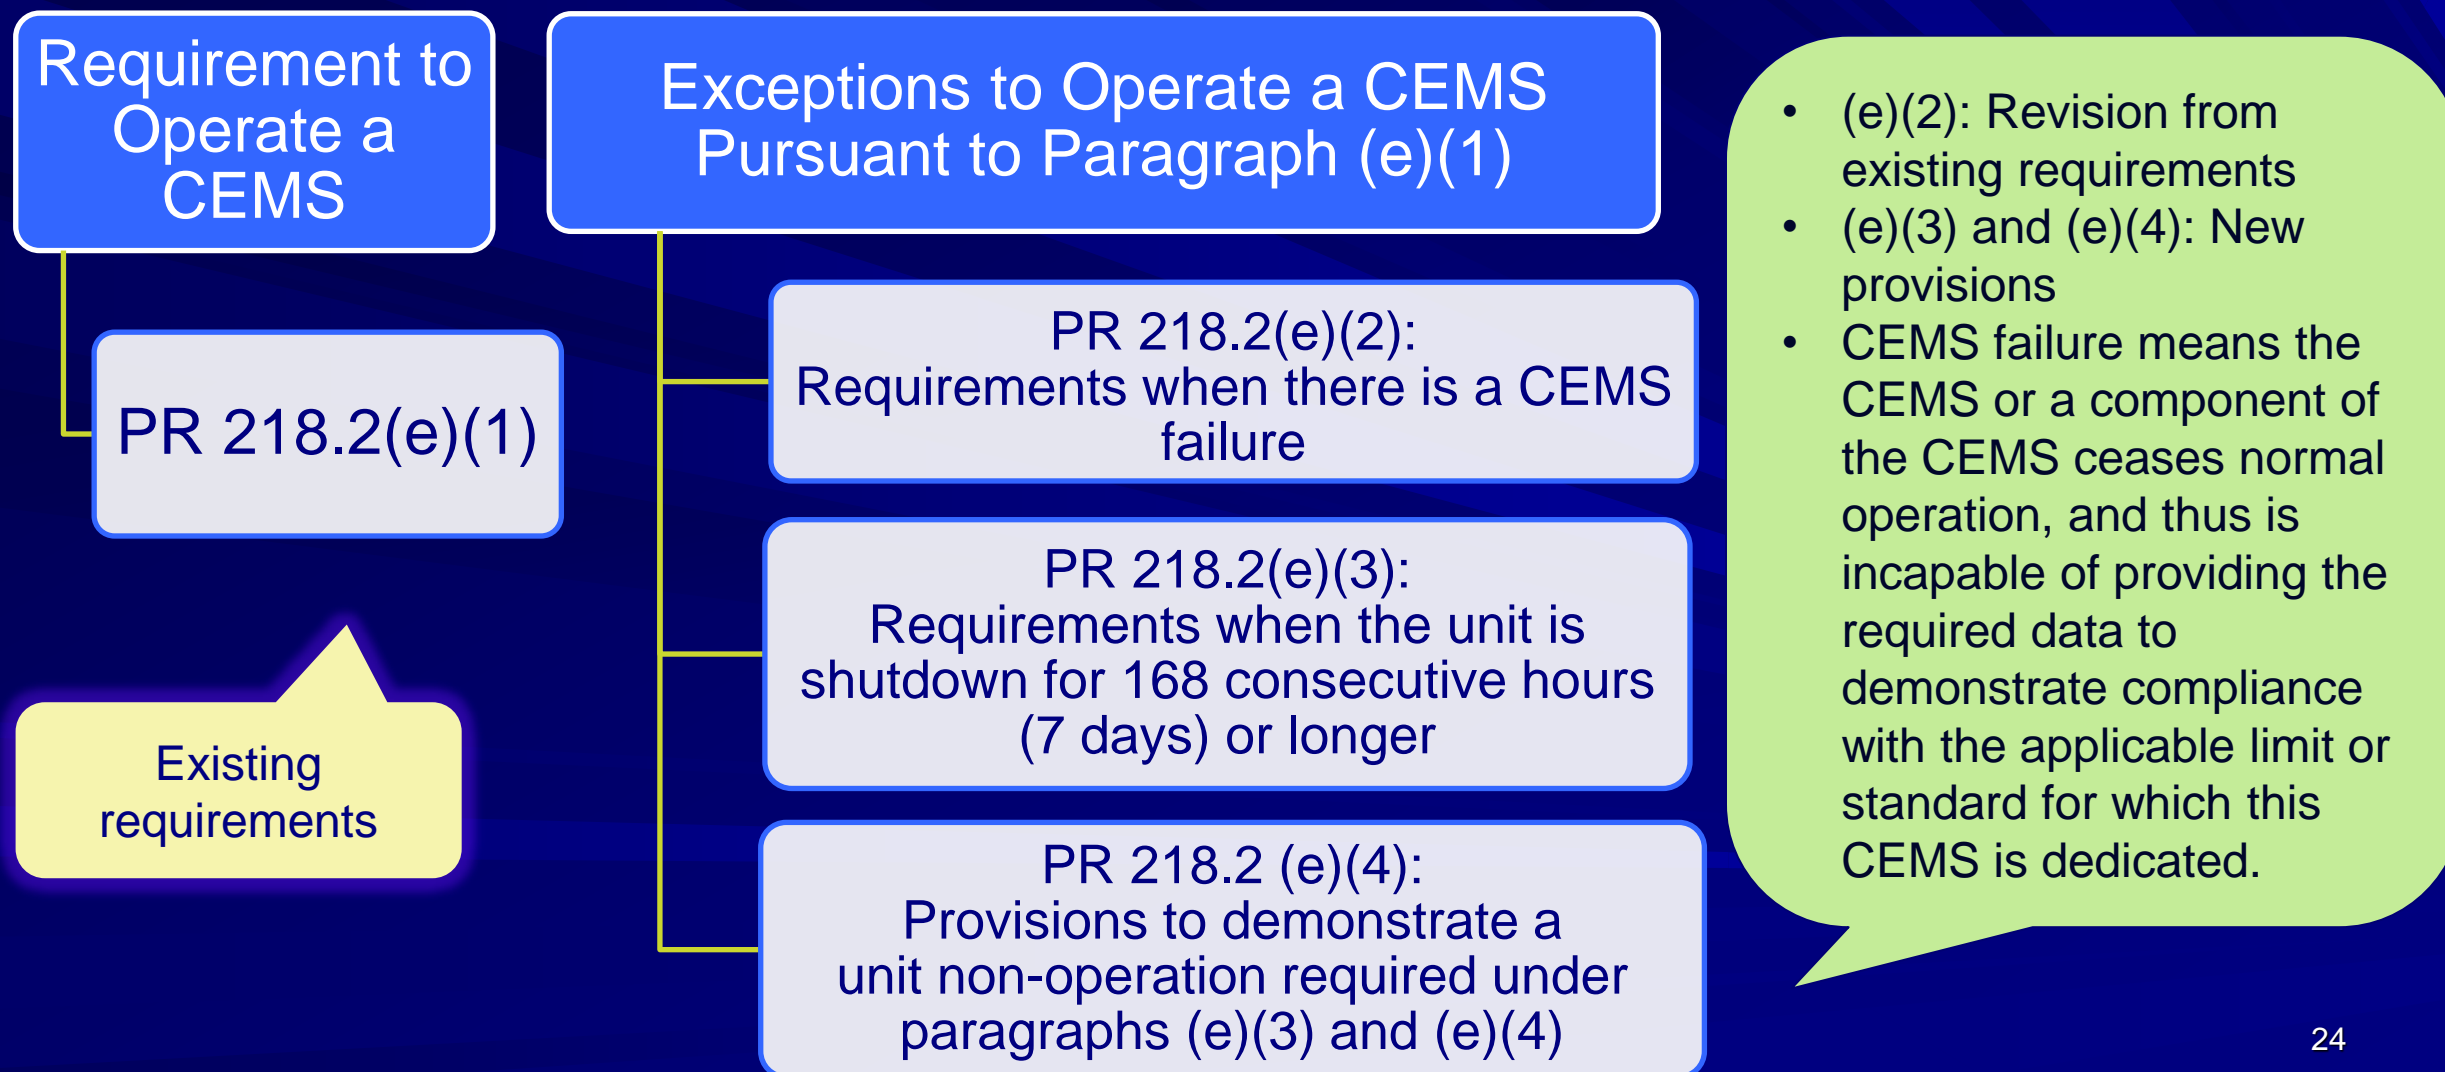 Requirement to
Operate a
CEMS
PR 218.2(e)(1)
Existing
requirements
Exceptions to Operate a CEMS
Pursuant to Paragraph (e)(1)
PR 218.2(e)(2):
Requirements when there is a CEMS
failure
PR 218.2(e)(3):
Requirements when the unit is
shutdown for 168 consecutive hours
(7 days) or longer
PR 218.2 (e)(4):
Provisions to demonstrate a
unit non-operation required under
paragraphs (e)(3) and (e)(4)
• (e)(2): Revision from
existing requirements
• (e)(3) and (e)(4): New
provisions
• CEMS failure means the
CEMS or a component of
the CEMS ceases normal
operation, and thus is
incapable of providing the
required data to
demonstrate compliance
with the applicable limit or
standard for which this
CEMS is dedicated.
24